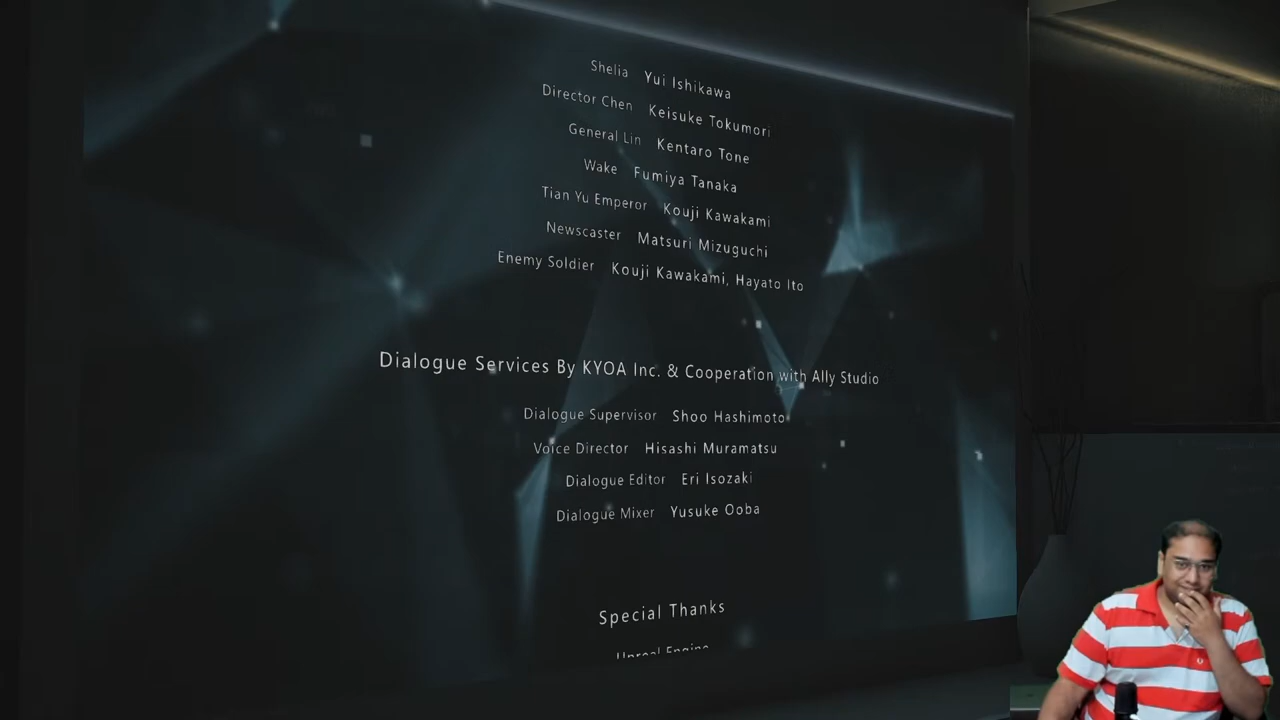 Shelia Yui Ishikawa
Director Chen Keisuke Tokumori
General Lin Kentaro Tone
Wake Fumiya Tanaka
Tian Yu Emperor Kouji Kawakami
Newscaster Matsuri Mizuguchi
Enemy Soldier Kouji Kawakami, Hayato Ito
Dialogue Services By KYOA Inc. & Cooperation with Ally Studio
Dialogue Supervisor Shoo Hashimoto
Voice Director Hisashi Muramatsu
Dialogue Editor Eri Isozaki
Dialogue Mixer Yusuke Ooba
Special Thanks
Unreal Engine